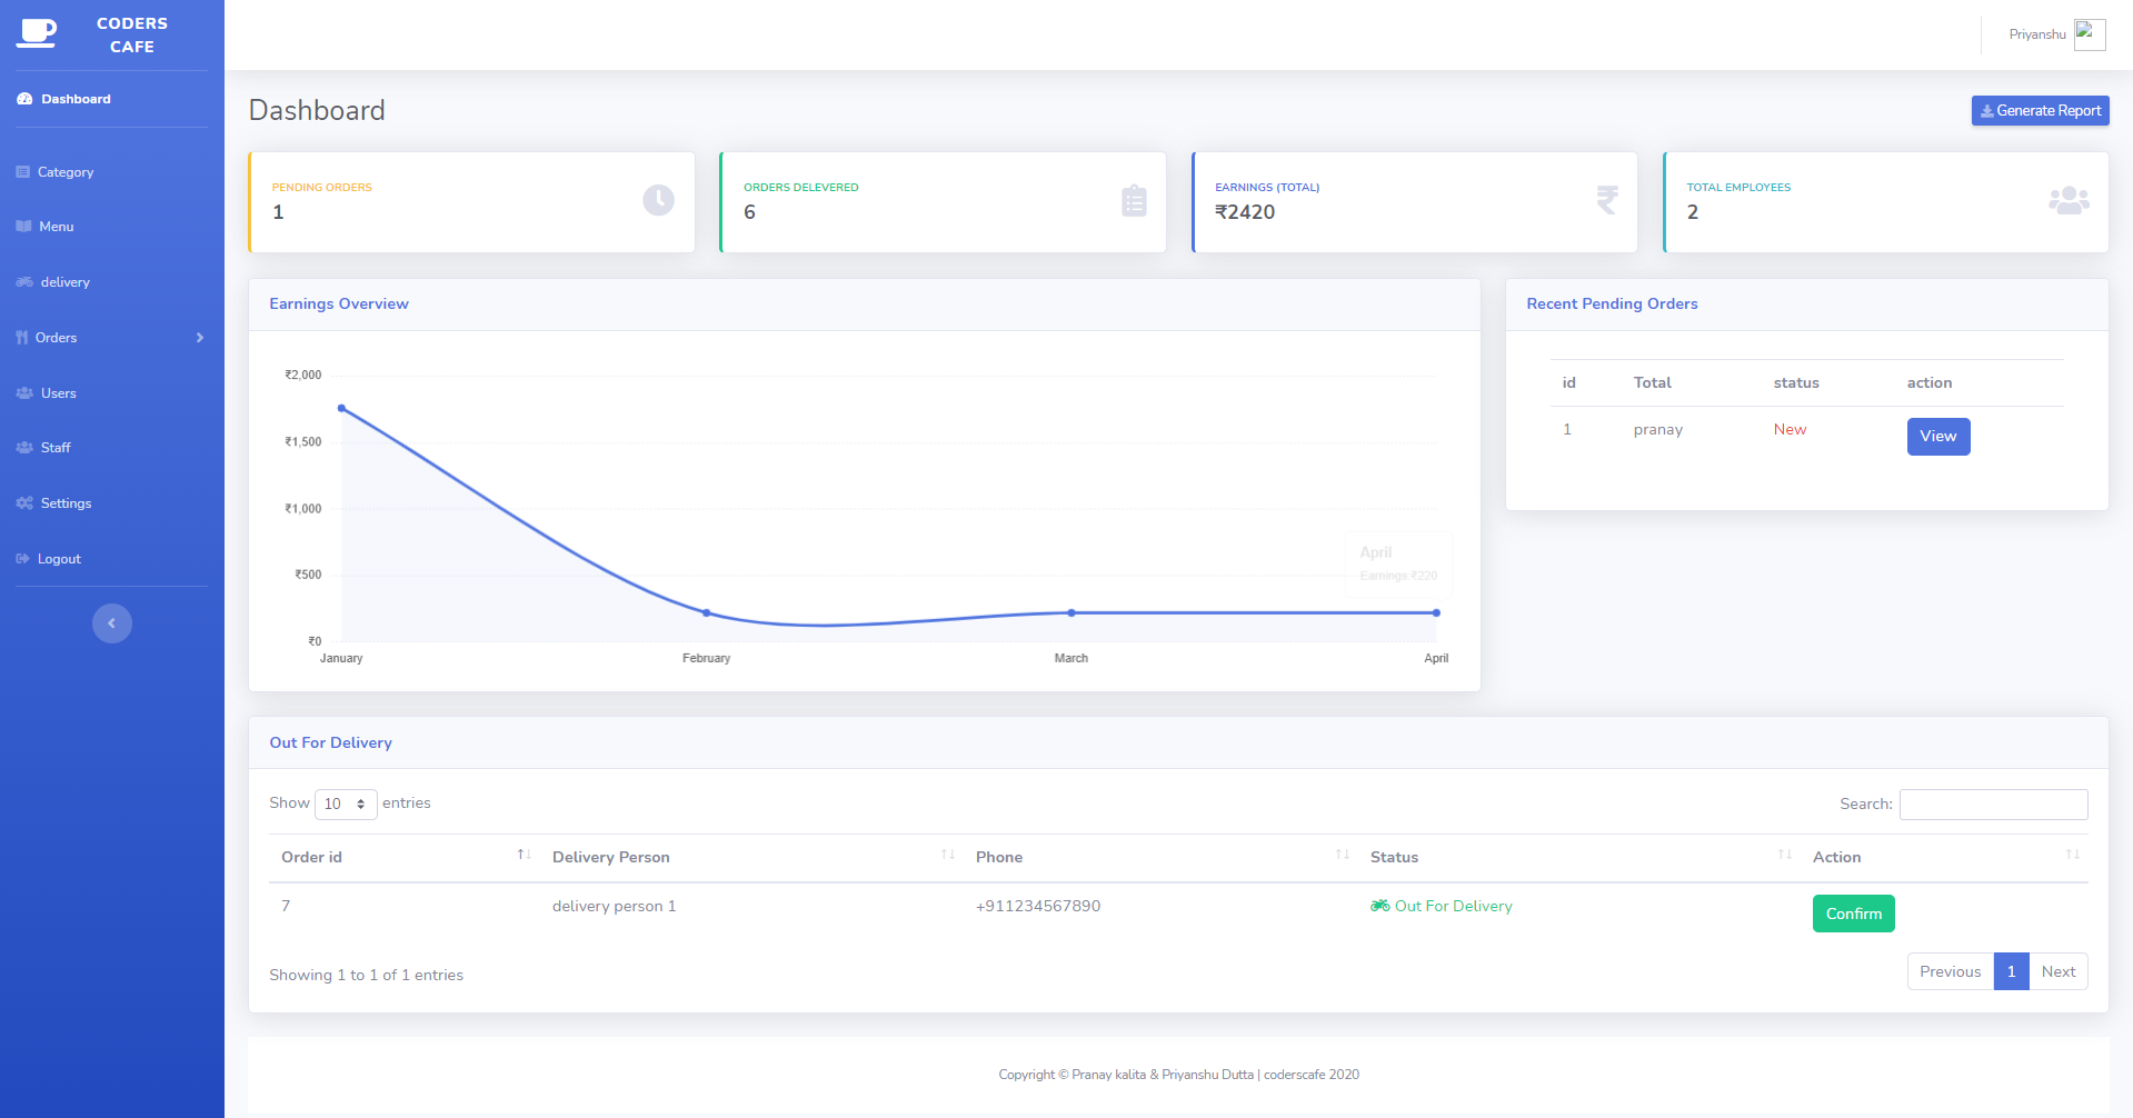 CODERS
CAFE
Dashboard
Category
Menu
delivery
Orders
Users
Staff
Settings
Logout
Priyanshu
Dashboard
Generate Report
PENDING ORDERS
1
ORDERS DELEVERED
6
EARNINGS (TOTAL)
₹2420
TOTAL EMPLOYEES
2
Earnings Overview
₹2,000
₹1,500
₹1,000
₹500
₹0
January February March April
April
Earnings:₹220
Recent Pending Orders
id Total status action
1 pranay New View
Out For Delivery
Show 10 entries
Search:
Order id Delivery Person Phone Status Action
7 delivery person 1 +911234567890 Out For Delivery Confirm
Showing 1 to 1 of 1 entries
Previous 1 Next
Copyright © Pranay kalita & Priyanshu Dutta | coderscafe 2020